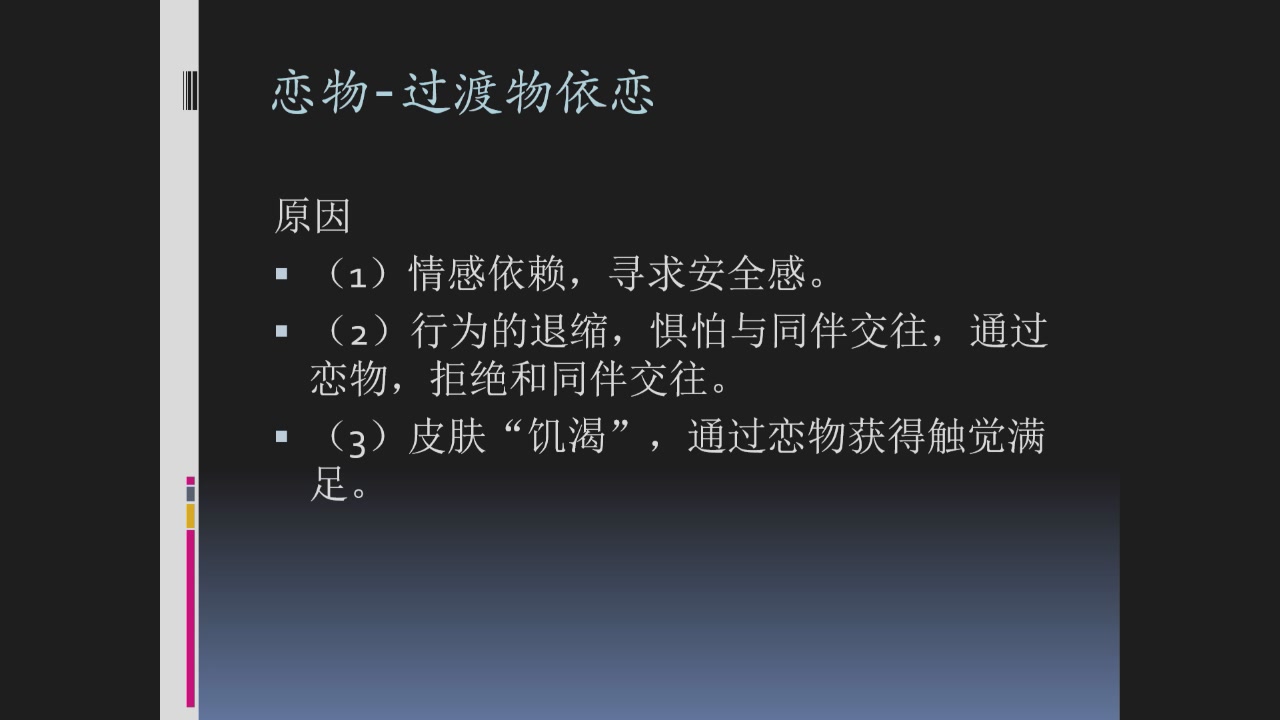 恋物-过渡物依恋
原因
（1）情感依赖，寻求安全感。
（2）行为的退缩，惧怕与同伴交往，通过
恋物，拒绝和同伴交往。
（3）皮肤“饥渴”，通过恋物获得触觉满
足。